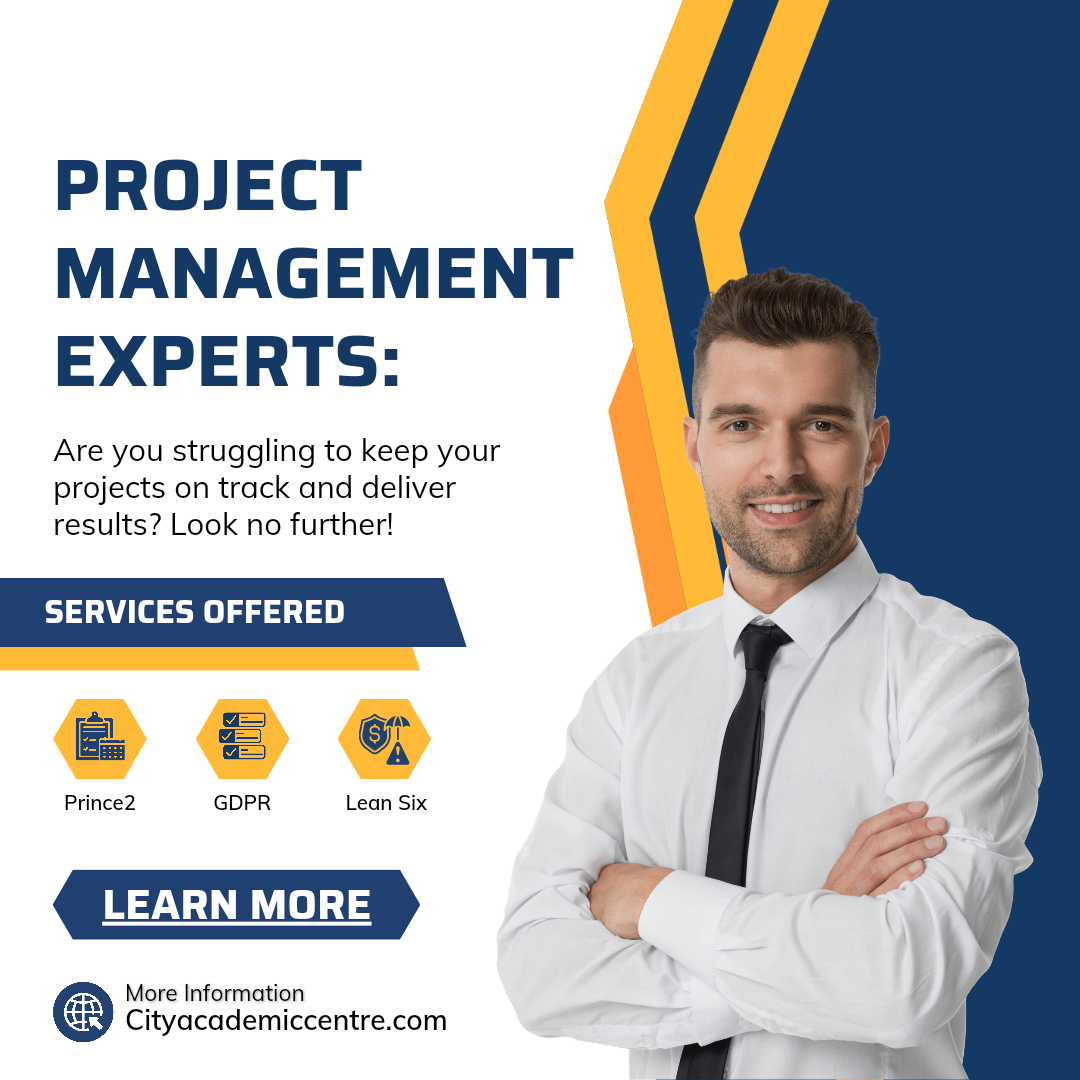 PROJECT
MANAGEMENT
EXPERTS:
Are you struggling to keep your
projects on track and deliver
results? Look no further!
SERVICES OFFERED
Prince2
GDPR
Lean Six
LEARN MORE
More Information
Cityacademiccentre.com